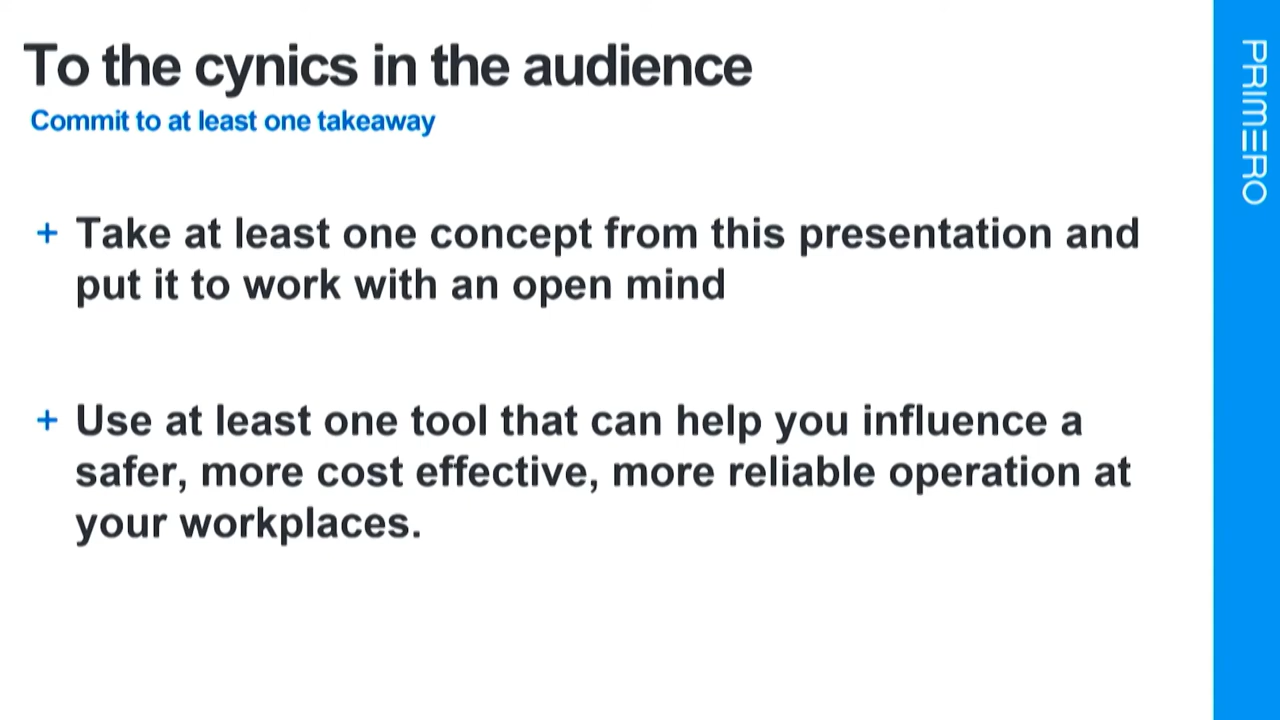 To the cynics in the audience
Commit to at least one takeaway
+ Take at least one concept from this presentation and
put it to work with an open mind
+ Use at least one tool that can help you influence a
safer, more cost effective, more reliable operation at
your workplaces.
PRIMERO